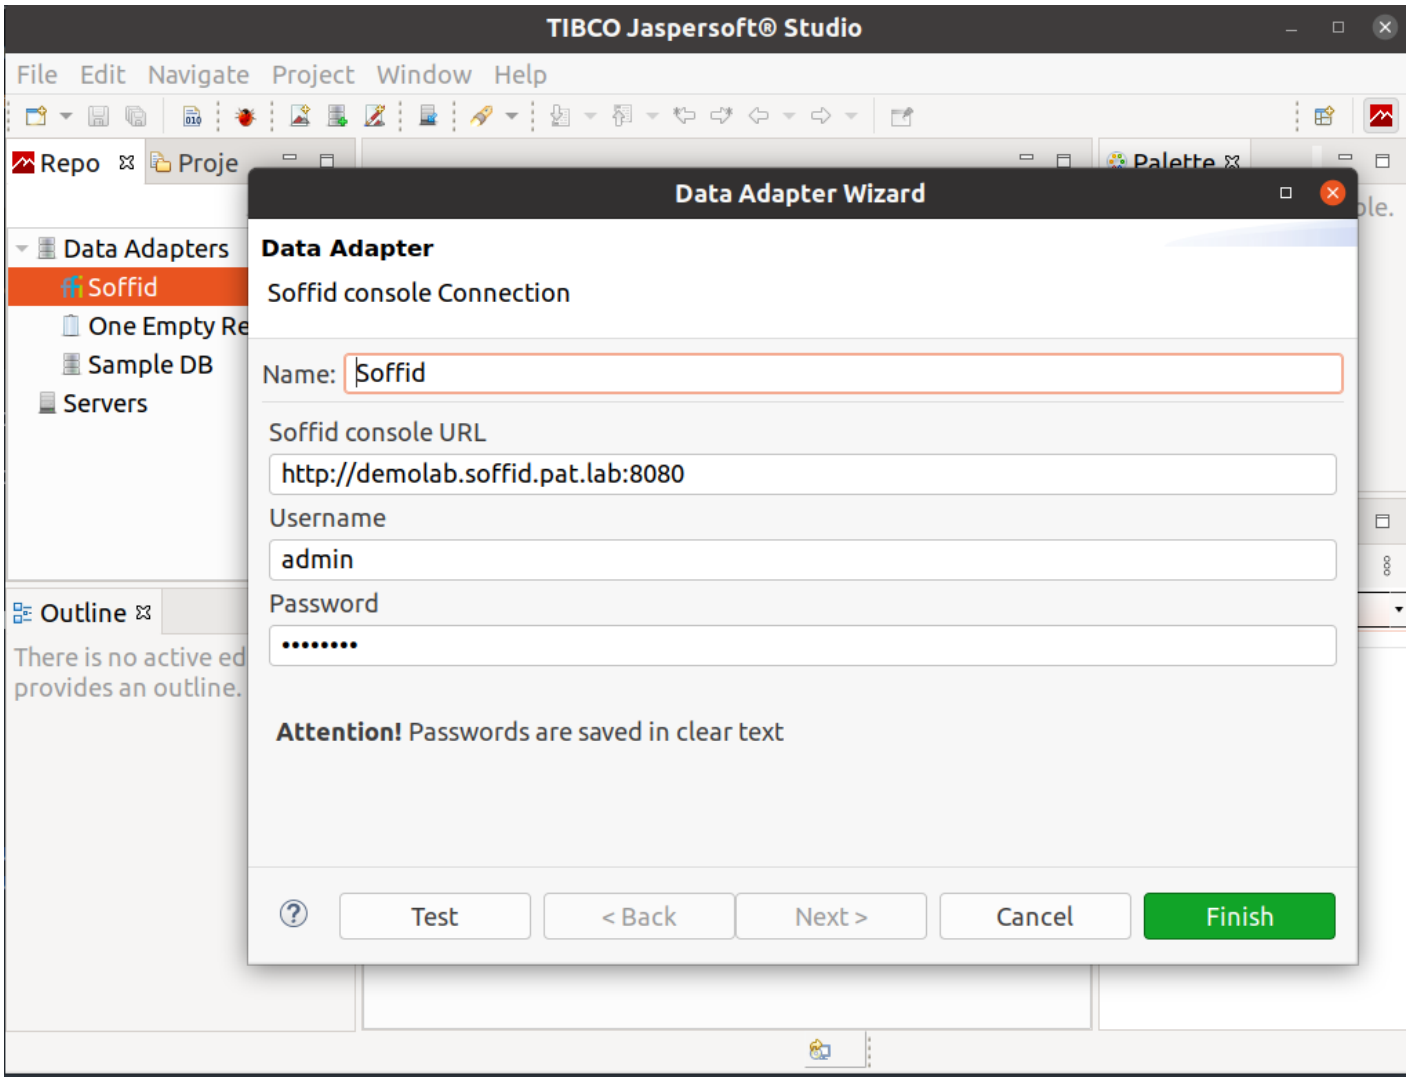 TIBCO Jaspersoft® Studio
File Edit Navigate Project Window Help
Repo Proje
Palette
Data Adapter Wizard
ble.
Data Adapters
Soffid
One Empty Re
Sample DB
Servers
Data Adapter
Soffid console Connection
Name: Soffid
Soffid console URL
http://demolab.soffid.pat.lab:8080
Username
admin
Password
••••••••
Attention! Passwords are saved in clear text
Outline
There is no active ed
provides an outline.
Test < Back Next > Cancel Finish